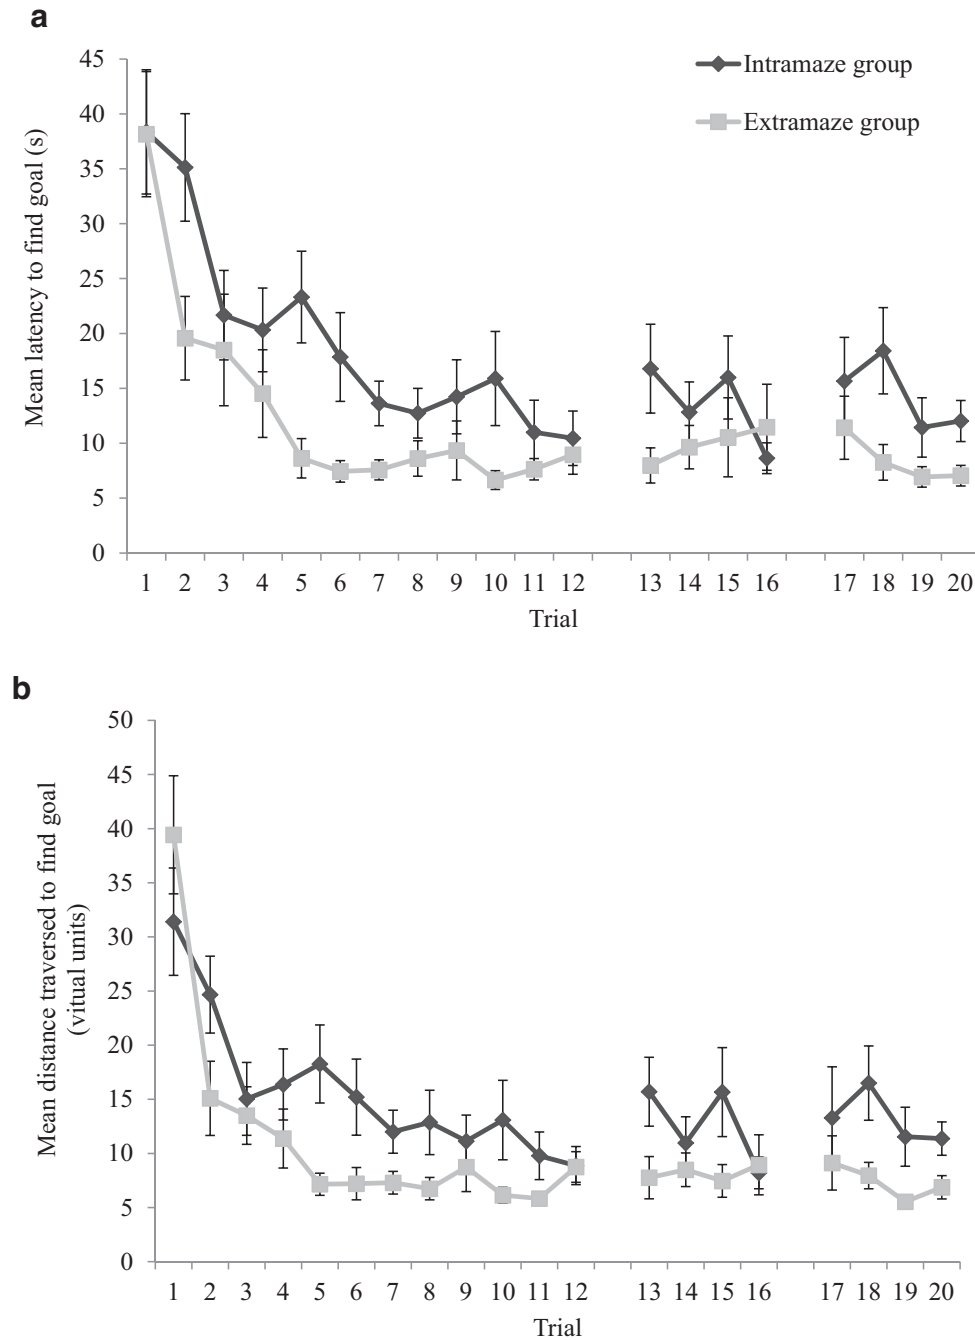 a
Mean latency to find goal (s)
45
40
35
30
25
20
15
10
5
0
Intramaze group
Extramaze group
1 2 3 4 5 6 7 8 9 10 11 12 13 14 15 16 17 18 19 20
Trial
b
Mean distance traversed to find goal
(vitual units)
50
45
40
35
30
25
20
15
10
5
0
1 2 3 4 5 6 7 8 9 10 11 12 13 14 15 16 17 18 19 20
Trial